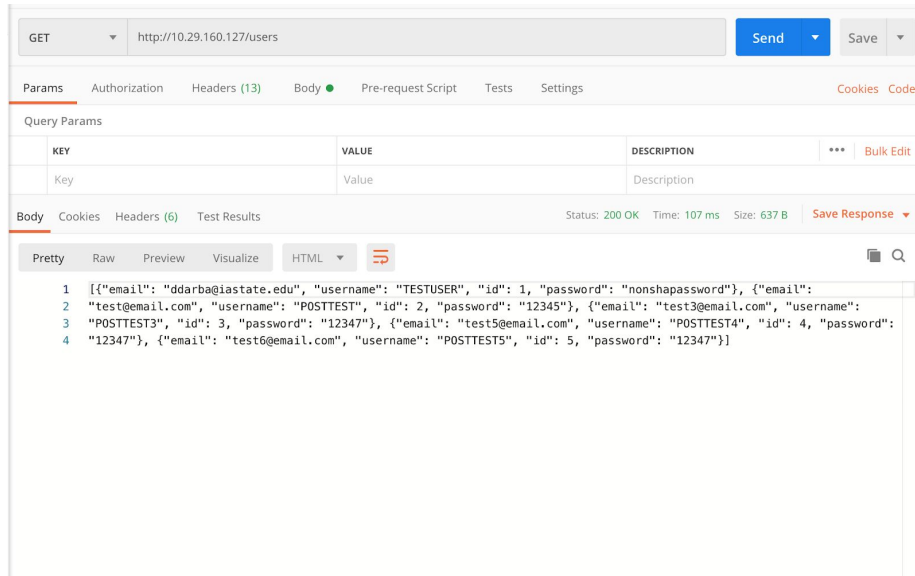 GET http://10.29.160.127/users Send Save
Params Authorization Headers (13) Body Pre-request Script Tests Settings Cookies Code
Query Params
KEY VALUE DESCRIPTION ••• Bulk Edit
Key Value Description
Body Cookies Headers (6) Test Results Status: 200 OK Time: 107 ms Size: 637 B Save Response
Pretty Raw Preview Visualize HTML
1 [{"email": "ddarba@iastate.edu", "username": "TESTUSER", "id": 1, "password": "nonshapassword"}, {"email":
2 "test@email.com", "username": "POSTTEST", "id": 2, "password": "12345"}, {"email": "test3@email.com", "username":
3 "POSTTEST3", "id": 3, "password": "12347"}, {"email": "test5@email.com", "username": "POSTTEST4", "id": 4, "password":
4 "12347"}, {"email": "test6@email.com", "username": "POSTTEST5", "id": 5, "password": "12347"}]